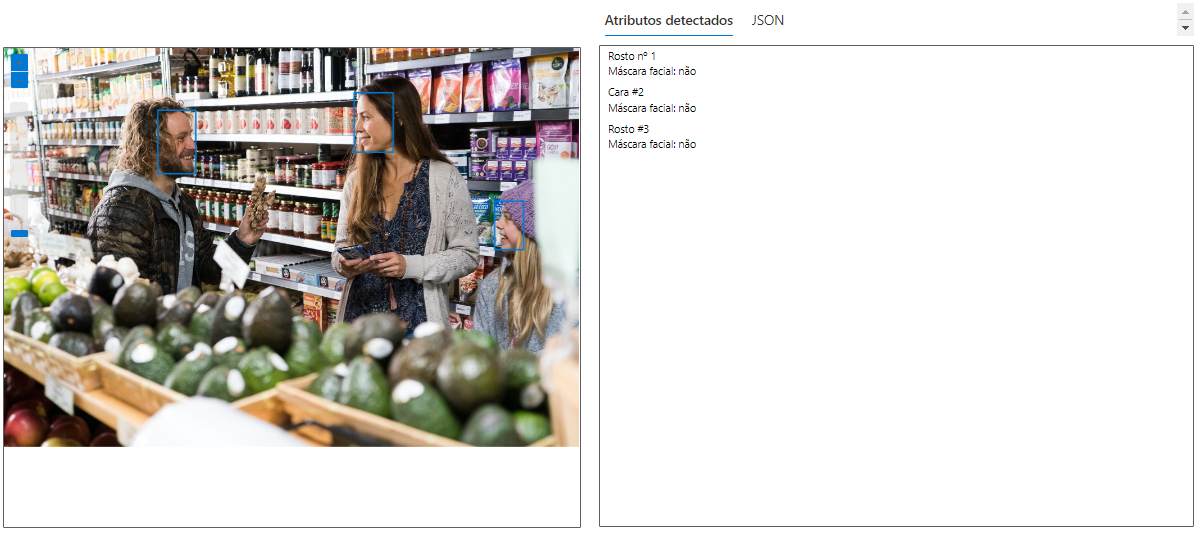 Atributos detectados JSON
Rosto nº 1
Máscara facial: não
Cara #2
Máscara facial: não
Rosto #3
Máscara facial: não